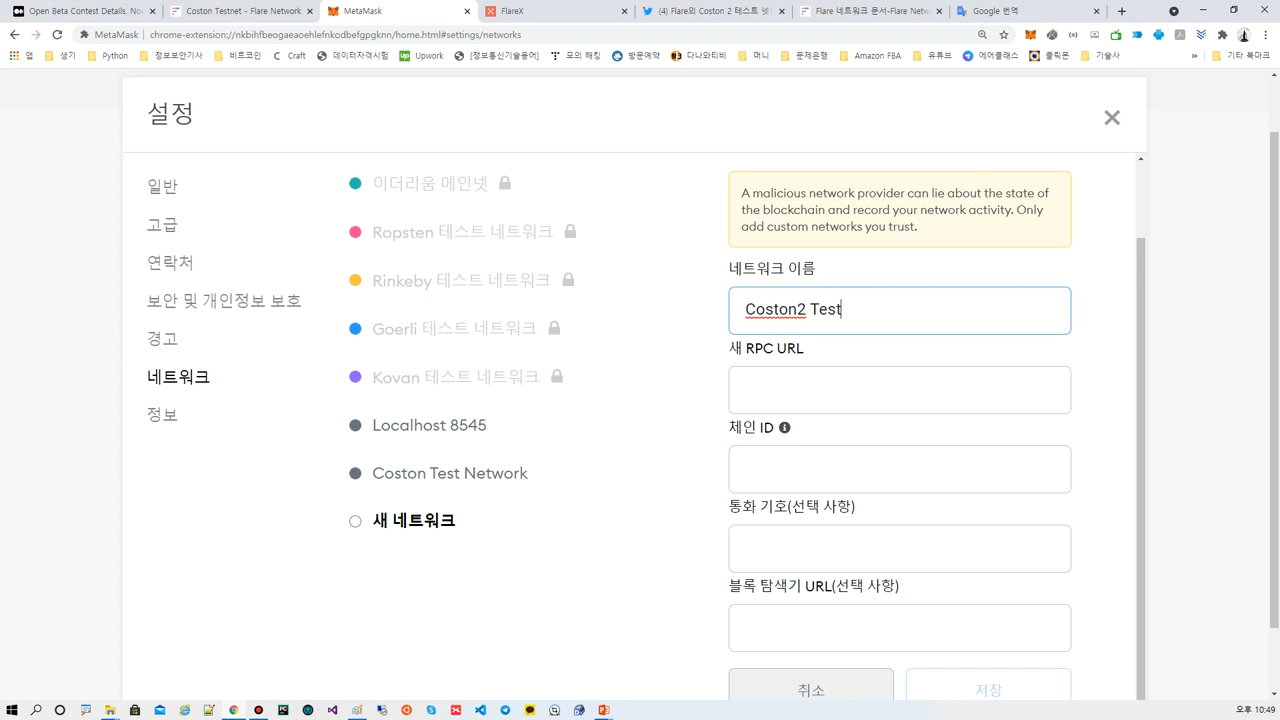 Open Beta Contest Details. No
Coston Testnet - Flare Network
MetaMask
FlareX
(4) Flare의 Coston 2 테스트 넷
Flare 네트워크 문서-Flare Netw
Google 번역
MetaMask
chrome-extension://nkbihfbeogaeaoehlefnkodbefgpgknn/home.html#settings/networks
앱
생기
Python
정보보안기사
비트코인
Craft
데이터자격시험
Upwork
[정보통신기술용어]
모의 해킹
방문예약
다나와티비
머니
문제은행
Amazon FBA
유튜브
에어클래스
클릭몬
기술사
»
기타 북마크
설정
일반
고급
연락처
보안 및 개인정보 보호
경고
네트워크
정보
이더리움 메인넷
Ropsten 테스트 네트워크
Rinkeby 테스트 네트워크
Goerli 테스트 네트워크
Kovan 테스트 네트워크
Localhost 8545
Coston Test Network
새 네트워크
A malicious network provider can lie about the state of
the blockchain and record your network activity. Only
add custom networks you trust.
네트워크 이름
Coston2 Test
새 RPC URL
체인 ID
통화 기호(선택 사항)
블록 탐색기 URL(선택 사항)
취소
저장
오후 10:49